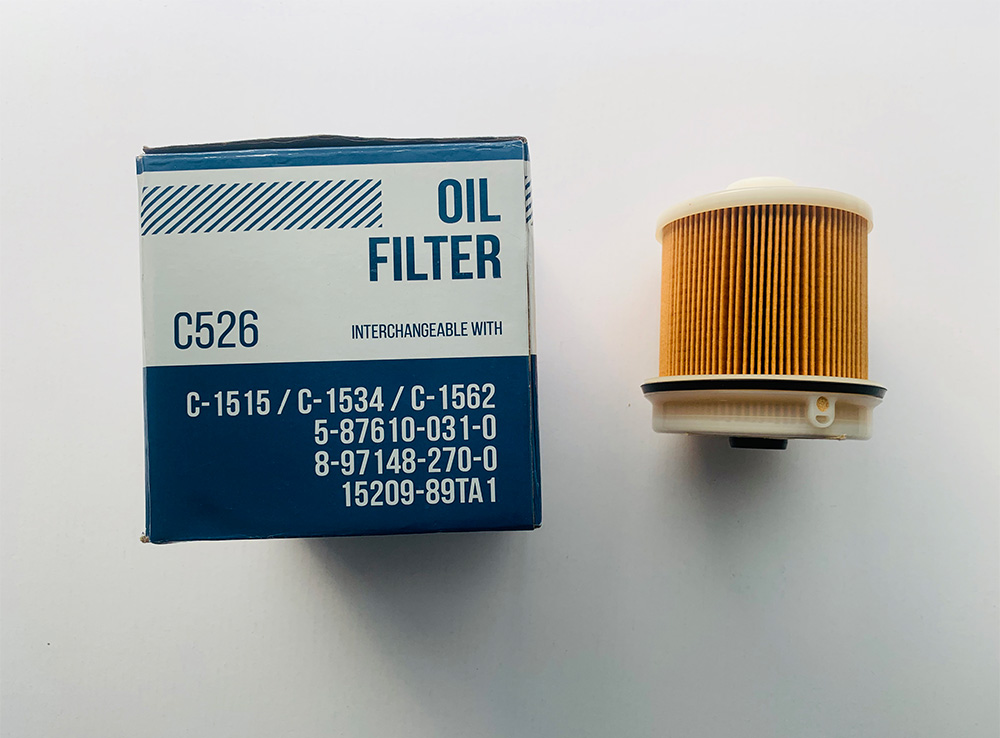 OIL
FILTER
C526
INTERCHANGEABLE WITH
C-1515 / C-1534 / C-1562
5-87610-031-0
8-97148-270-0
15209-89TA1